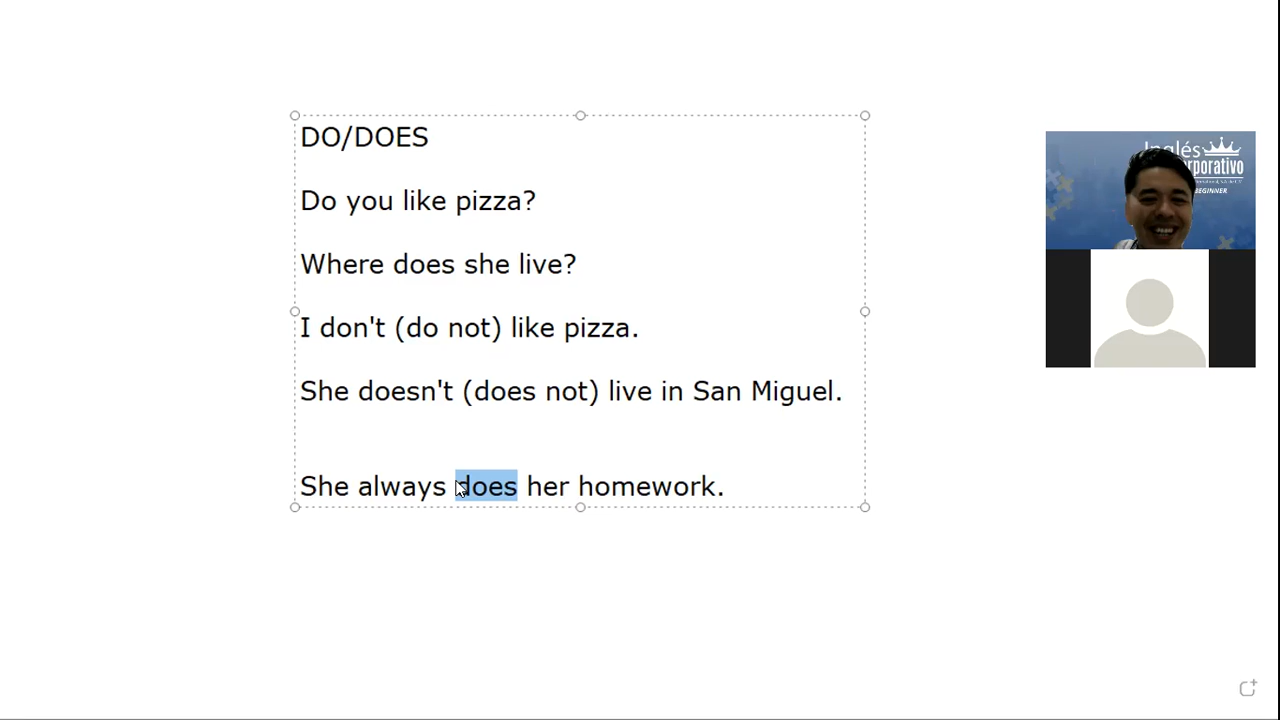 DO/DOES
Do you like pizza?
Where does she live?
I don't (do not) like pizza.
She doesn't (does not) live in San Miguel.
She always does her homework.
Inglés
orporativo
BEGINNER